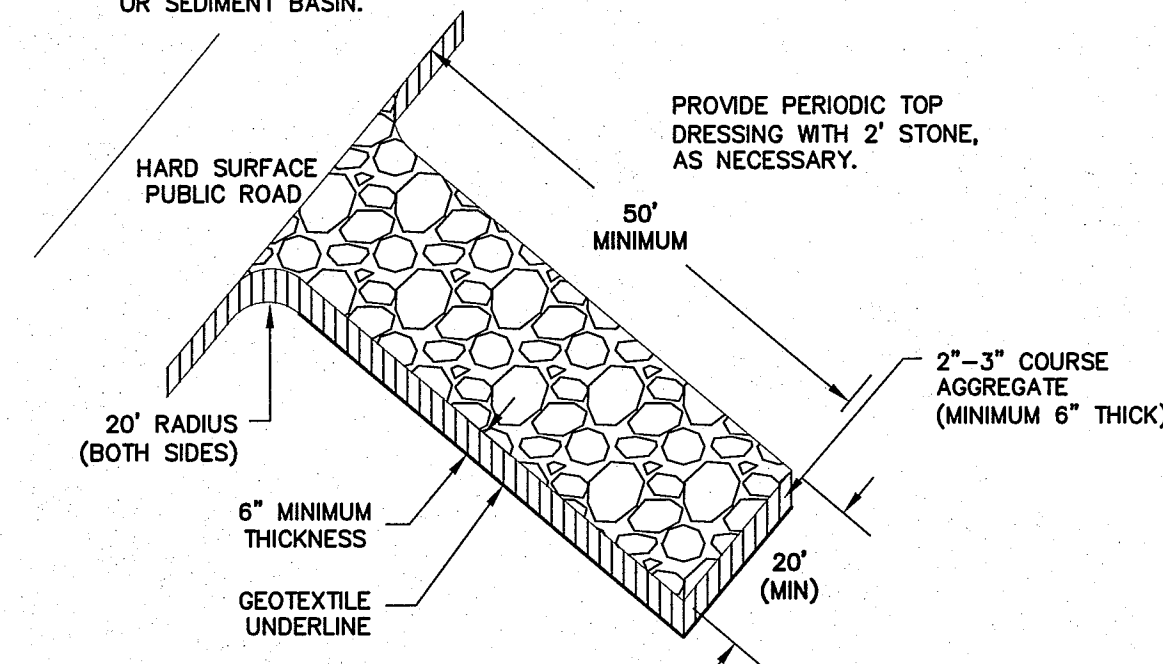 OR SEDIMENT BASIN.
PROVIDE PERIODIC TOP
DRESSING WITH 2' STONE,
AS NECESSARY.
HARD SURFACE
PUBLIC ROAD
50'
MINIMUM
2"-3" COURSE
AGGREGATE
(MINIMUM 6" THICK)
20' RADIUS
(BOTH SIDES)
6" MINIMUM
THICKNESS
20'
(MIN)
GEOTEXTILE
UNDERLINE